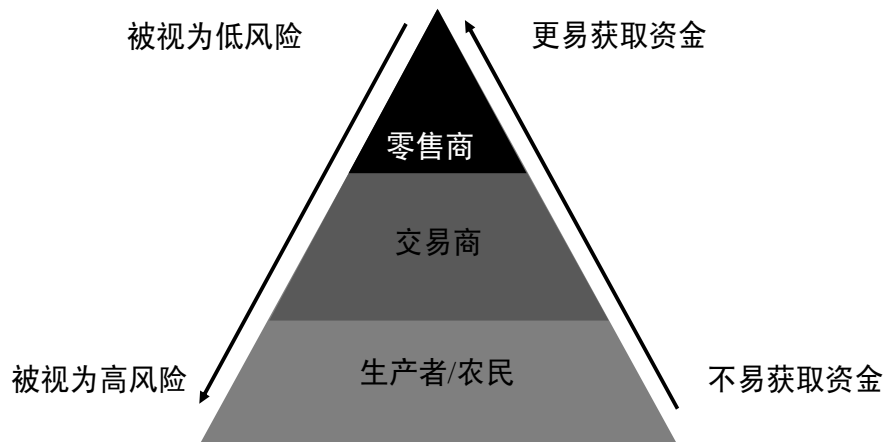 被视为低风险
更易获取资金
零售商
交易商
被视为高风险
生产者/农民
不易获取资金